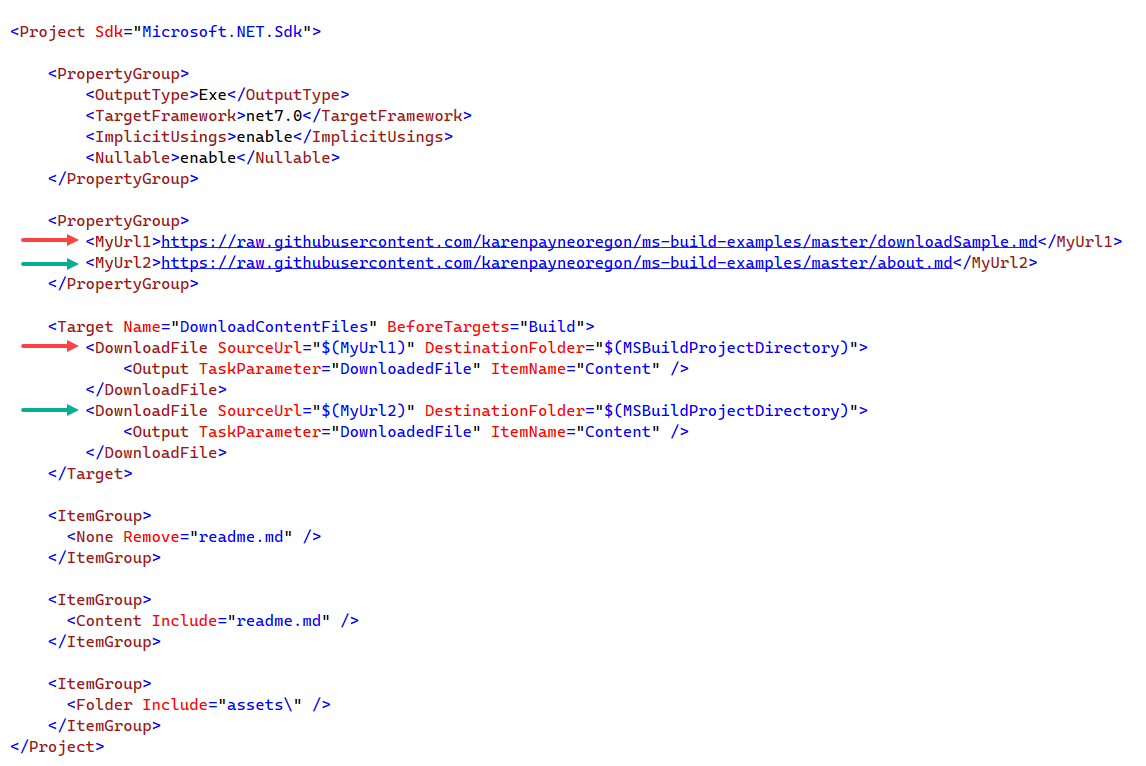 <Project Sdk="Microsoft.NET.Sdk">
<PropertyGroup>
<OutputType>Exe</OutputType>
<TargetFramework>net7.0</TargetFramework>
<ImplicitUsings>enable</ImplicitUsings>
<Nullable>enable</Nullable>
</PropertyGroup>
<PropertyGroup>
<MyUrl1>https://raw.githubusercontent.com/karenpayneoregon/ms-build-examples/master/downloadSample.md</MyUrl1>
<MyUrl2>https://raw.githubusercontent.com/karenpayneoregon/ms-build-examples/master/about.md</MyUrl2>
</PropertyGroup>
<Target Name="DownloadContentFiles" BeforeTargets="Build">
<DownloadFile SourceUrl="$(MyUrl1)" DestinationFolder="$(MSBuildProjectDirectory)">
<Output TaskParameter="DownloadedFile" ItemName="Content" />
</DownloadFile>
<DownloadFile SourceUrl="$(MyUrl2)" DestinationFolder="$(MSBuildProjectDirectory)">
<Output TaskParameter="DownloadedFile" ItemName="Content" />
</DownloadFile>
</Target>
<ItemGroup>
<None Remove="readme.md" />
</ItemGroup>
<ItemGroup>
<Content Include="readme.md" />
</ItemGroup>
<ItemGroup>
<Folder Include="assets\" />
</ItemGroup>
</Project>